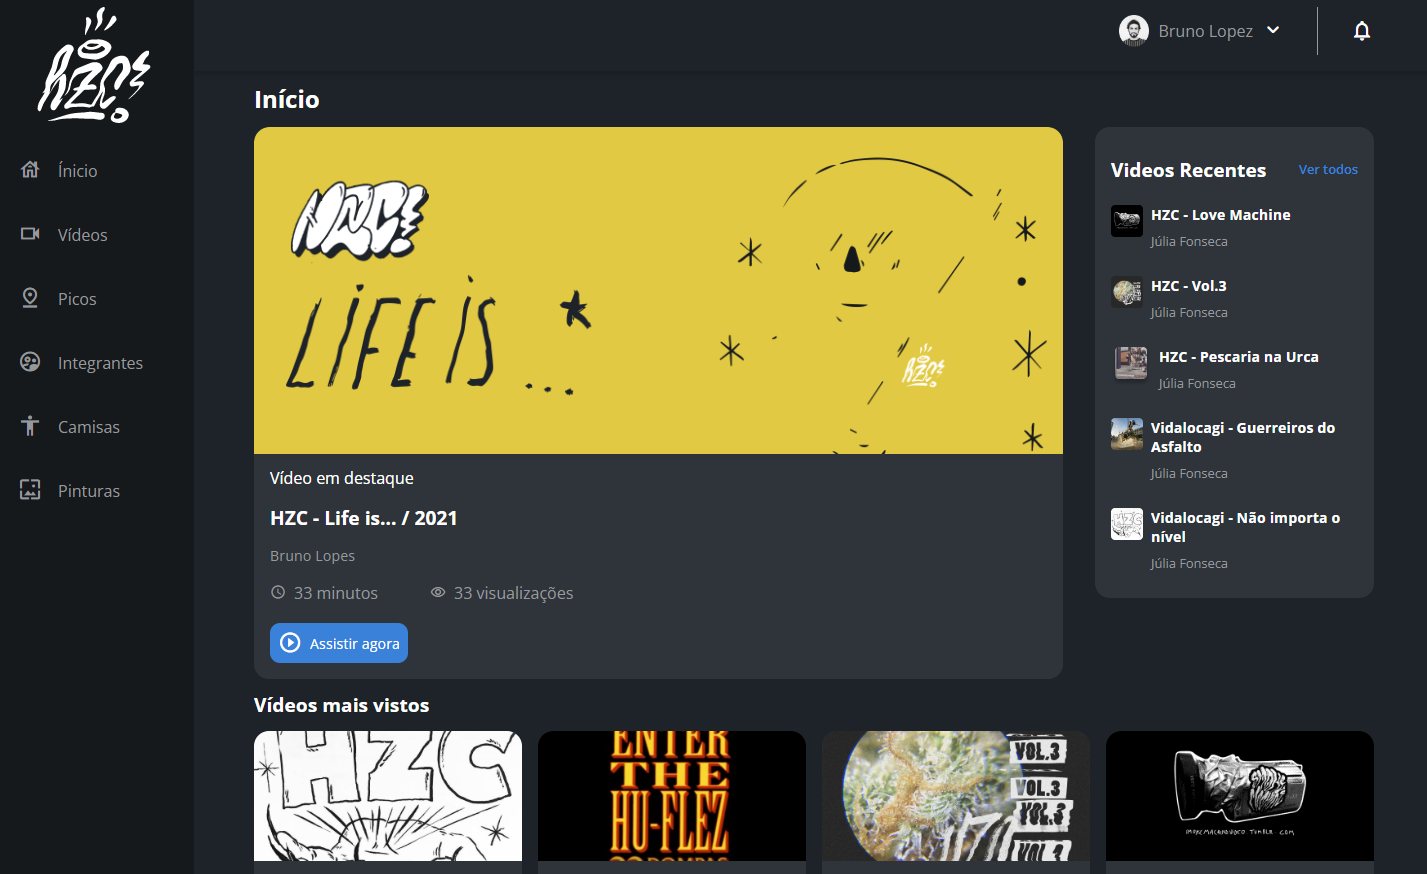 HZC!
Bruno Lopez
Início
Ínicio
Vídeos
Picos
Integrantes
Camisas
Pinturas
HZC!
LIFE IS ...
HZC!
Vídeo em destaque
HZC - Life is... / 2021
Bruno Lopes
33 minutos
33 visualizações
Assistir agora
Videos Recentes
Ver todos
HZC - Love Machine
Júlia Fonseca
HZC - Vol.3
Júlia Fonseca
HZC - Pescaria na Urca
Júlia Fonseca
Vidalocagi - Guerreiros do
Asfalto
Júlia Fonseca
Vidalocagi - Não importa o
nível
Júlia Fonseca
Vídeos mais vistos
HZC
ENTER
THE
HU-FLEZ
VOL.3
VOL.3
VOL.3
VOL.3